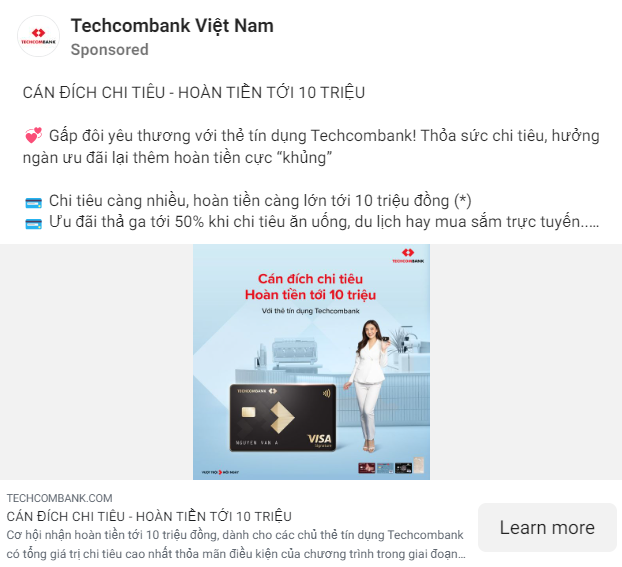 TECHCOMBANK
Techcombank Việt Nam
Sponsored
CÁN ĐÍCH CHI TIÊU - HOÀN TIỀN TỚI 10 TRIỆU
💞 Gấp đôi yêu thương với thẻ tín dụng Techcombank! Thỏa sức chi tiêu, hưởng
ngàn ưu đãi lại thêm hoàn tiền cực “khủng”
💳 Chi tiêu càng nhiều, hoàn tiền càng lớn tới 10 triệu đồng (*)
💳 Ưu đãi thả ga tới 50% khi chi tiêu ăn uống, du lịch hay mua sắm trực tuyến..…
TECHCOMBANK
Cán đích chi tiêu
Hoàn tiền tới 10 triệu
Với thẻ tín dụng Techcombank
TECHCOMBANK
NGUYEN VAN A
VISA
Signature
VƯỢT TRỘI MỖI NGÀY
TECHCOMBANK.COM
CÁN ĐÍCH CHI TIÊU - HOÀN TIỀN TỚI 10 TRIỆU
Cơ hội nhận hoàn tiền tới 10 triệu đồng, dành cho các chủ thẻ tín dụng Techcombank
có tổng giá trị chi tiêu cao nhất thỏa mãn điều kiện của chương trình trong giai đoạn…
Learn more